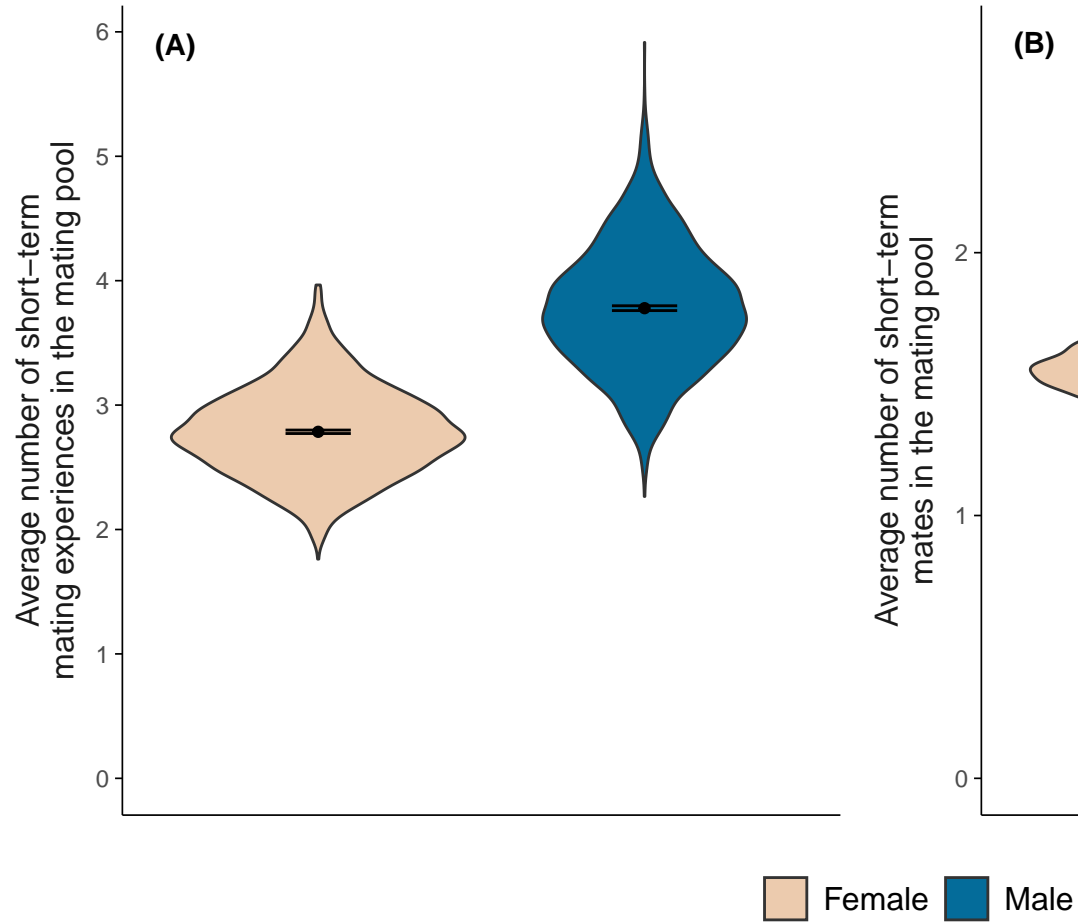 (A)
6
5
4
3
2
1
0
Average number of short−term
mating experiences in the mating pool
(B)
2
1
0
Average number of short−term
mates in the mating pool
Female
Male